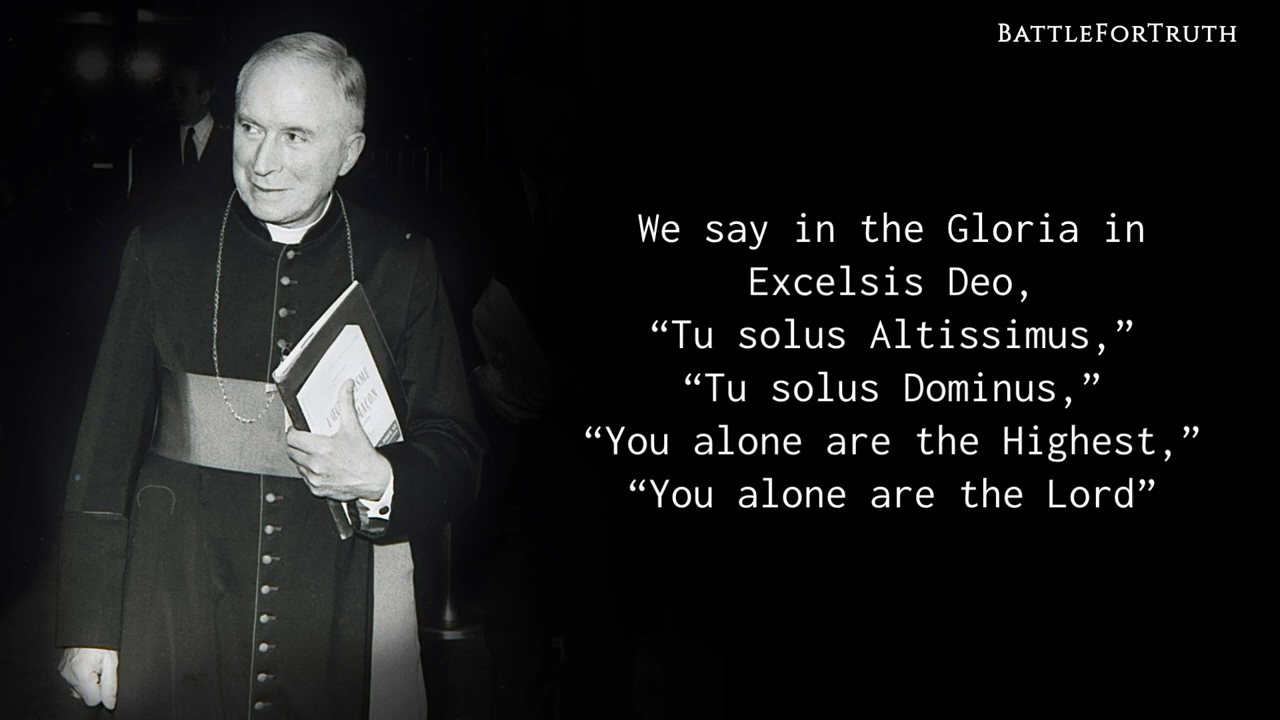 BATTLEFORTRUTH
We say in the Gloria in
Excelsis Deo,
“Tu solus Altissimus,”
“Tu solus Dominus,”
“You alone are the Highest,”
“You alone are the Lord”